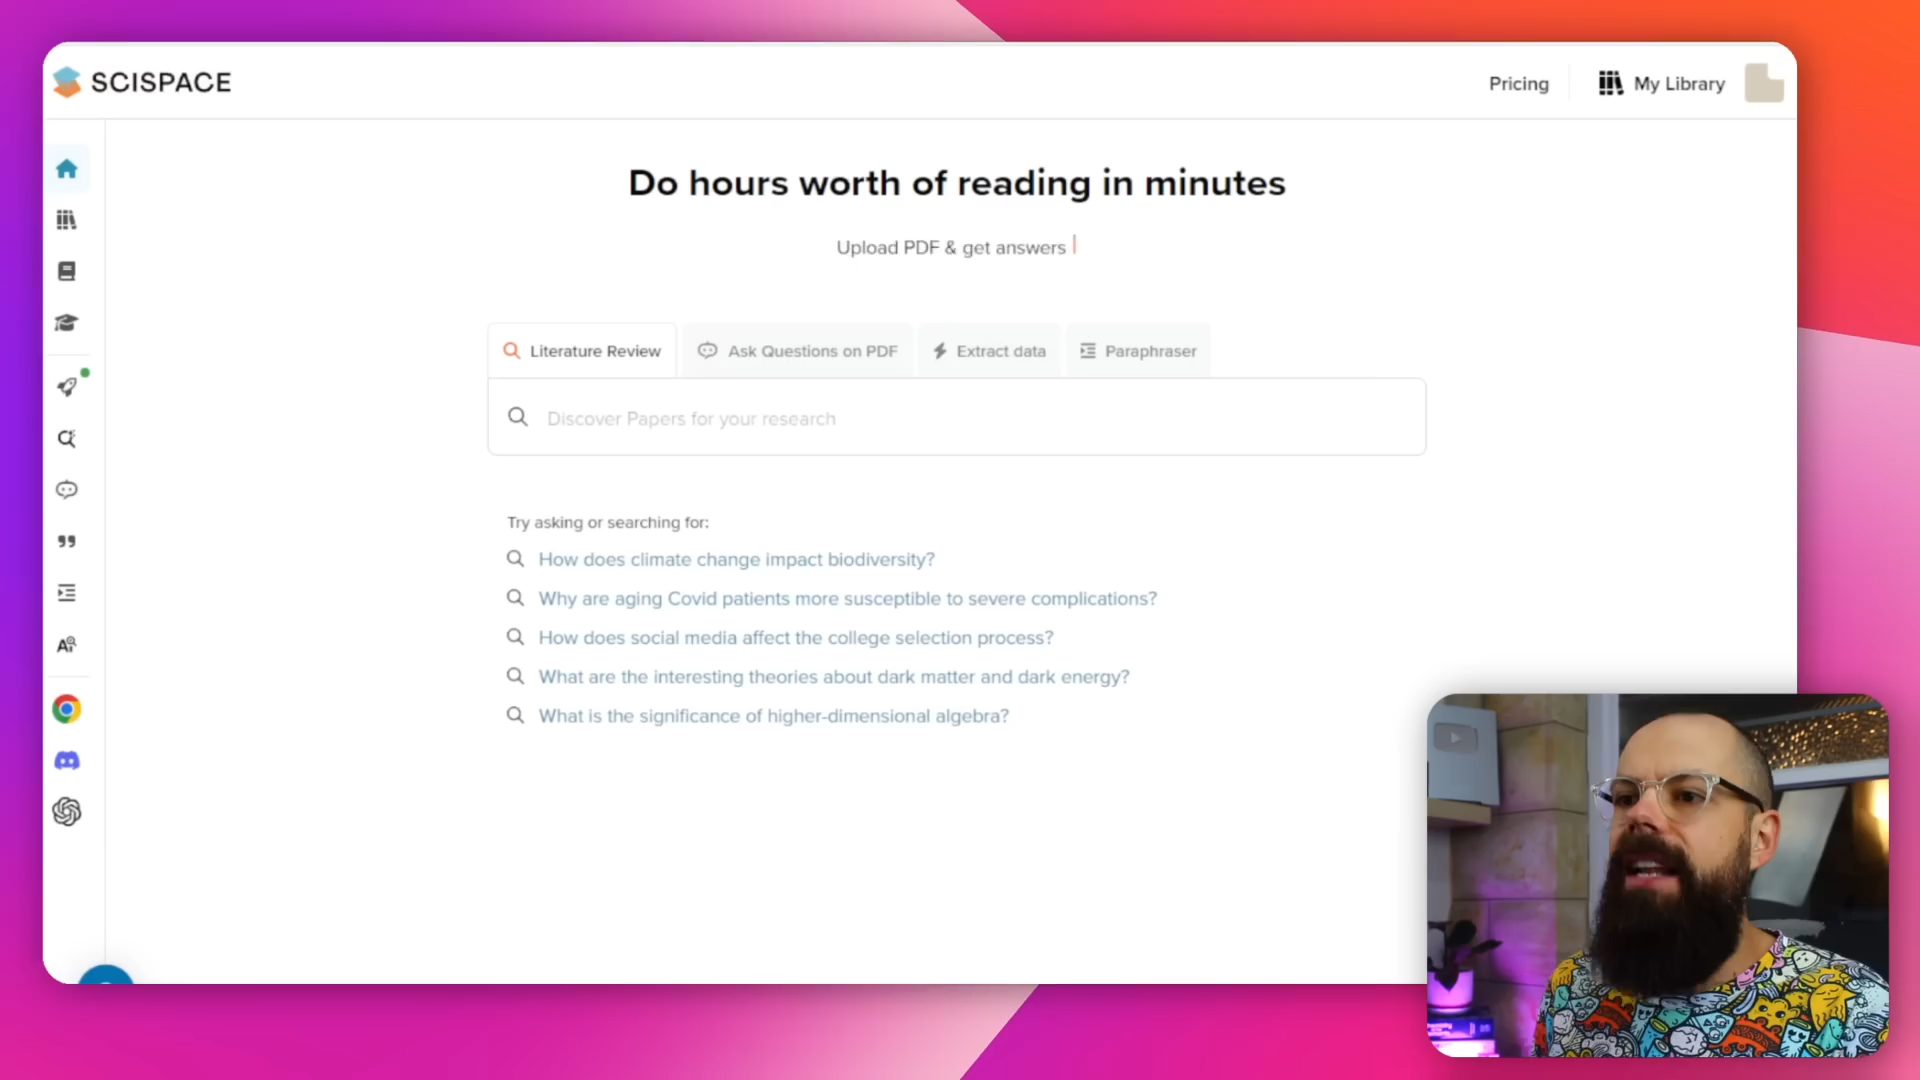 SCISPACE
Pricing
My Library
Do hours worth of reading in minutes
Upload PDF & get answers
Literature Review
Ask Questions on PDF
Extract data
Paraphraser
Discover Papers for your research
Try asking or searching for:
How does climate change impact biodiversity?
Why are aging Covid patients more susceptible to severe complications?
How does social media affect the college selection process?
What are the interesting theories about dark matter and dark energy?
What is the significance of higher-dimensional algebra?